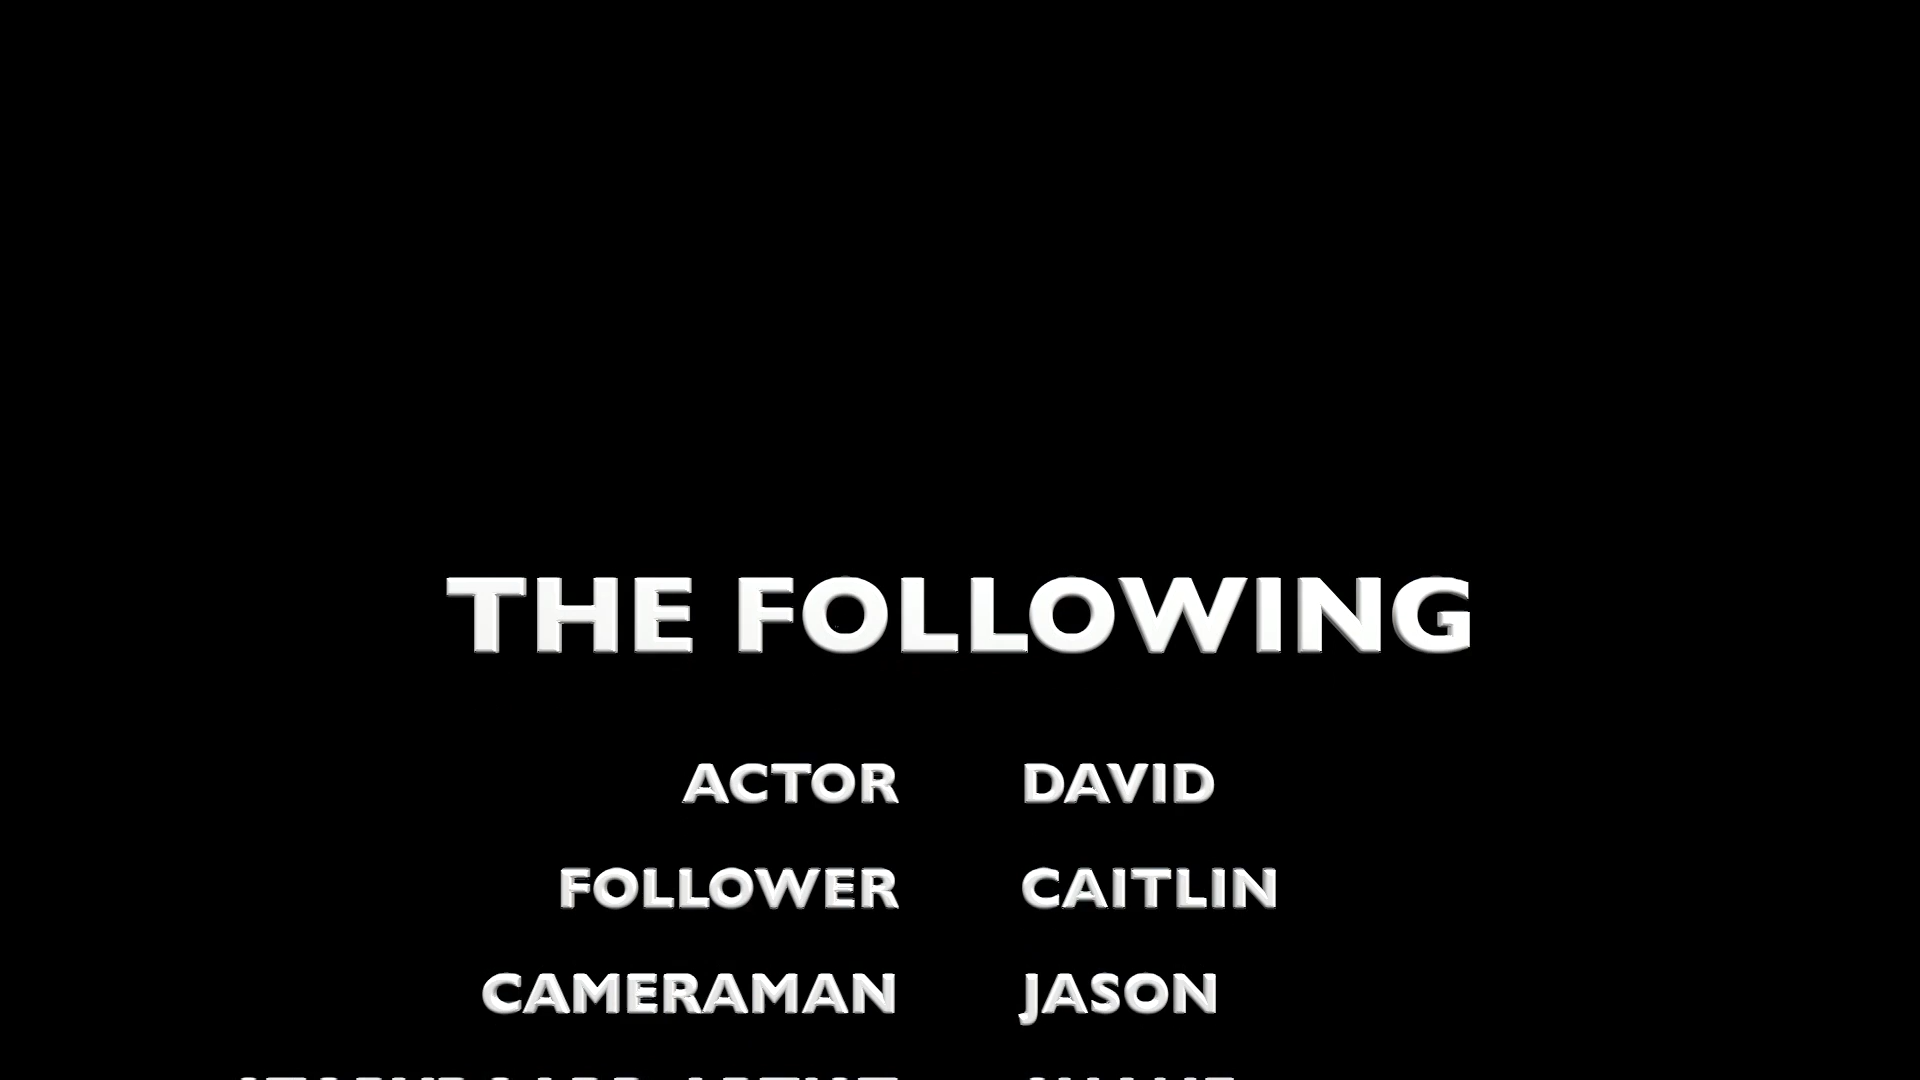 THE FOLLOWING
ACTOR DAVID
FOLLOWER CAITLIN
CAMERAMAN JASON